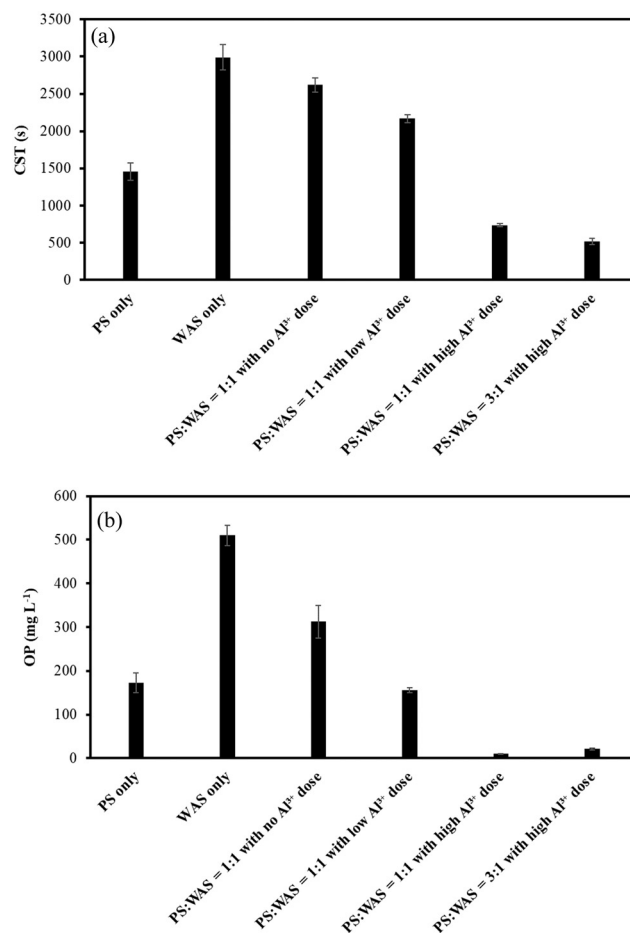 (a)
CST (s)
3500
3000
2500
2000
1500
1000
500
0
PS only
WAS only
PS:WAS = 1:1 with no Al³⁺ dose
PS:WAS = 1:1 with low Al³⁺ dose
PS:WAS = 1:1 with high Al³⁺ dose
PS:WAS = 3:1 with high Al³⁺ dose
(b)
OP (mg L⁻¹)
600
500
400
300
200
100
0
PS only
WAS only
PS:WAS = 1:1 with no Al³⁺ dose
PS:WAS = 1:1 with low Al³⁺ dose
PS:WAS = 1:1 with high Al³⁺ dose
PS:WAS = 3:1 with high Al³⁺ dose